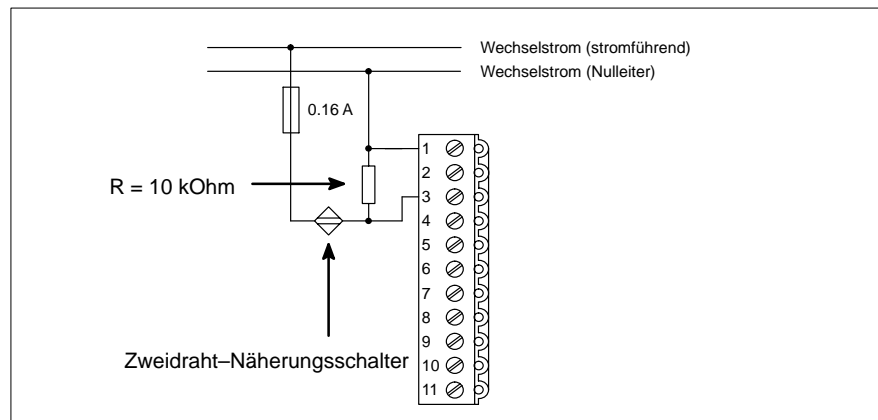 Wechselstrom (stromführend)
Wechselstrom (Nulleiter)
0.16 A
1
2
R = 10 kOhm
3
4
5
6
7
8
9
Zweidraht–Näherungsschalter
10
11